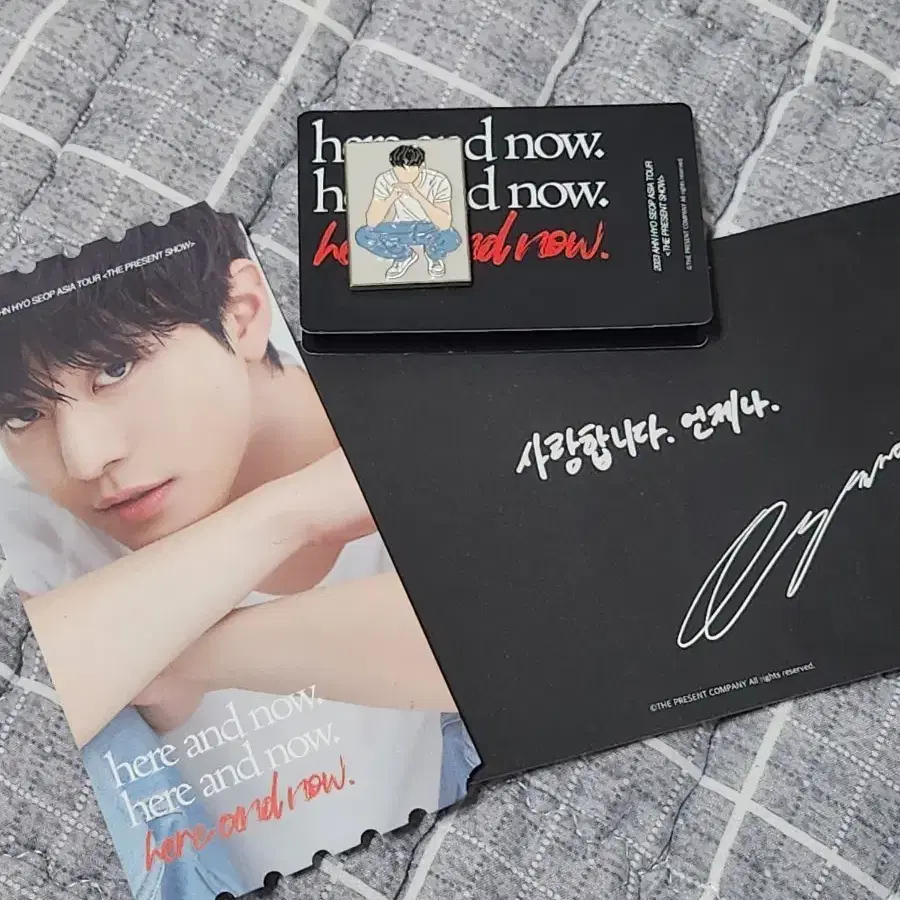 here and now.
here and now.
here and now.
2023 AHN HYO SEOP ASIA TOUR
<THE PRESENT SHOW>
©THE PRESENT COMPANY All rights reserved.
AHN HYO SEOP ASIA TOUR <THE PRESENT SHOW>
here and now.
here and now.
here and now.
사랑합니다. 언제나.
©THE PRESENT COMPANY All rights reserved.